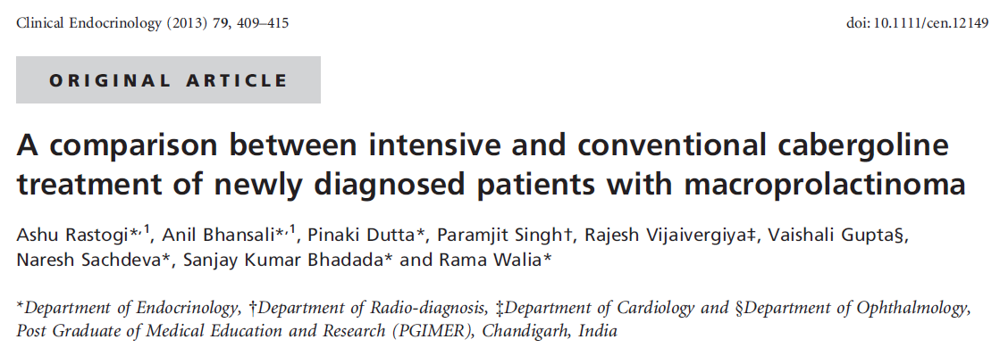 Clinical Endocrinology (2013) 79, 409–415
doi: 10.1111/cen.12149
ORIGINAL ARTICLE
A comparison between intensive and conventional cabergoline
treatment of newly diagnosed patients with macroprolactinoma
Ashu Rastogi*,¹, Anil Bhansali*,¹, Pinaki Dutta*, Paramjit Singh†, Rajesh Vijaivergiya‡, Vaishali Gupta§,
Naresh Sachdeva*, Sanjay Kumar Bhadada* and Rama Walia*
*Department of Endocrinology, †Department of Radio-diagnosis, ‡Department of Cardiology and §Department of Ophthalmology,
Post Graduate of Medical Education and Research (PGIMER), Chandigarh, India